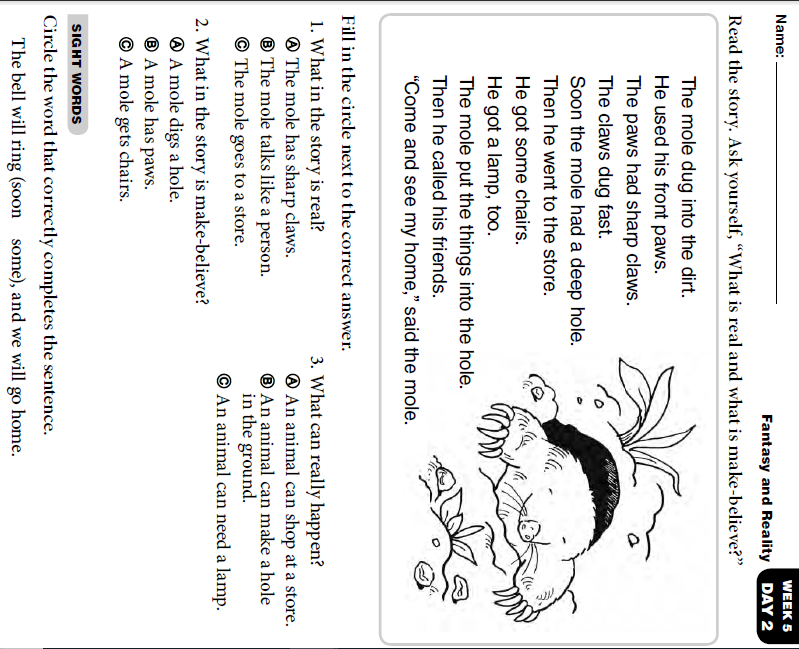 Name:
Fantasy and Reality
WEEK 5
DAY 2
Read the story. Ask yourself, “What is real and what is make-believe?”
The mole dug into the dirt.
He used his front paws.
The paws had sharp claws.
The claws dug fast.
Soon the mole had a deep hole.
Then he went to the store.
He got some chairs.
He got a lamp, too.
The mole put the things into the hole.
Then he called his friends.
“Come and see my home,” said the mole.
Fill in the circle next to the correct answer.
1. What in the story is real?
Ⓐ The mole has sharp claws.
Ⓑ The mole talks like a person.
Ⓒ The mole goes to a store.
2. What in the story is make-believe?
Ⓐ A mole digs a hole.
Ⓑ A mole has paws.
Ⓒ A mole gets chairs.
3. What can really happen?
Ⓐ An animal can shop at a store.
Ⓑ An animal can make a hole
in the ground.
Ⓒ An animal can need a lamp.
SIGHT WORDS
Circle the word that correctly completes the sentence.
The bell will ring (soon some), and we will go home.